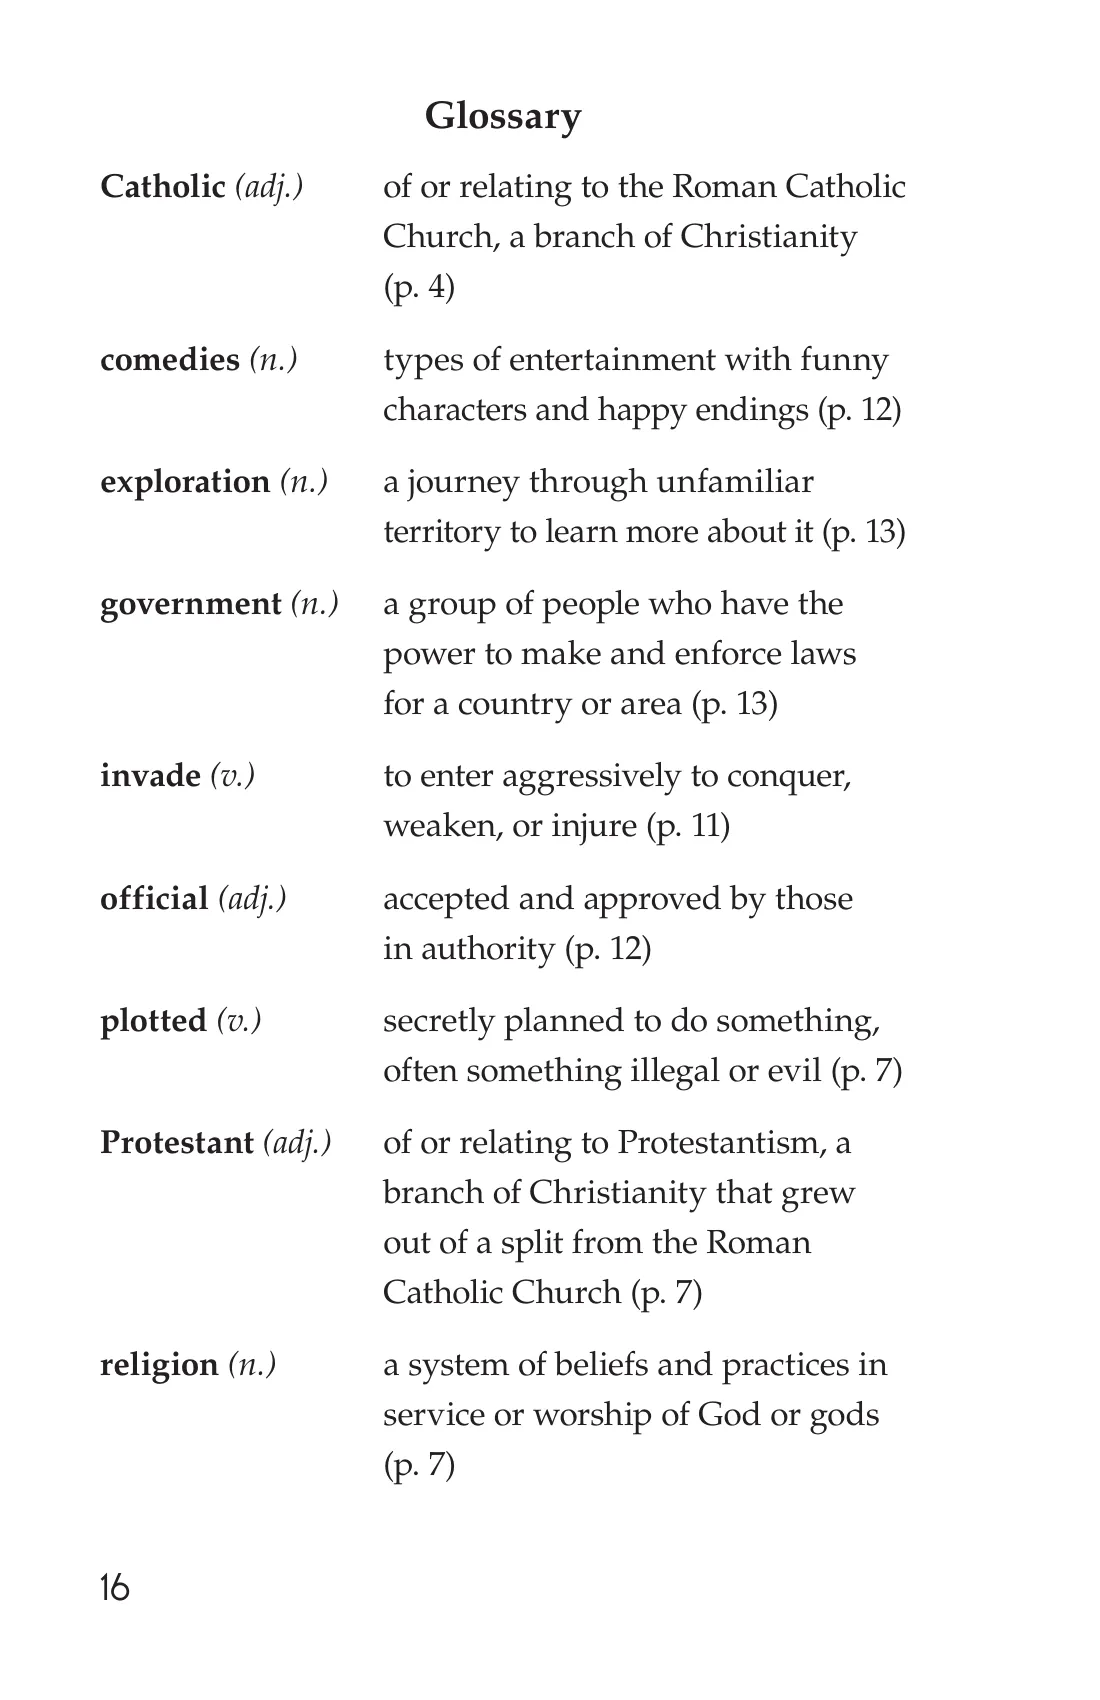 Glossary
Catholic (adj.) of or relating to the Roman Catholic
Church, a branch of Christianity
(p. 4)
comedies (n.) types of entertainment with funny
characters and happy endings (p. 12)
exploration (n.) a journey through unfamiliar
territory to learn more about it (p. 13)
government (n.) a group of people who have the
power to make and enforce laws
for a country or area (p. 13)
invade (v.) to enter aggressively to conquer,
weaken, or injure (p. 11)
official (adj.) accepted and approved by those
in authority (p. 12)
plotted (v.) secretly planned to do something,
often something illegal or evil (p. 7)
Protestant (adj.) of or relating to Protestantism, a
branch of Christianity that grew
out of a split from the Roman
Catholic Church (p. 7)
religion (n.) a system of beliefs and practices in
service or worship of God or gods
(p. 7)
16